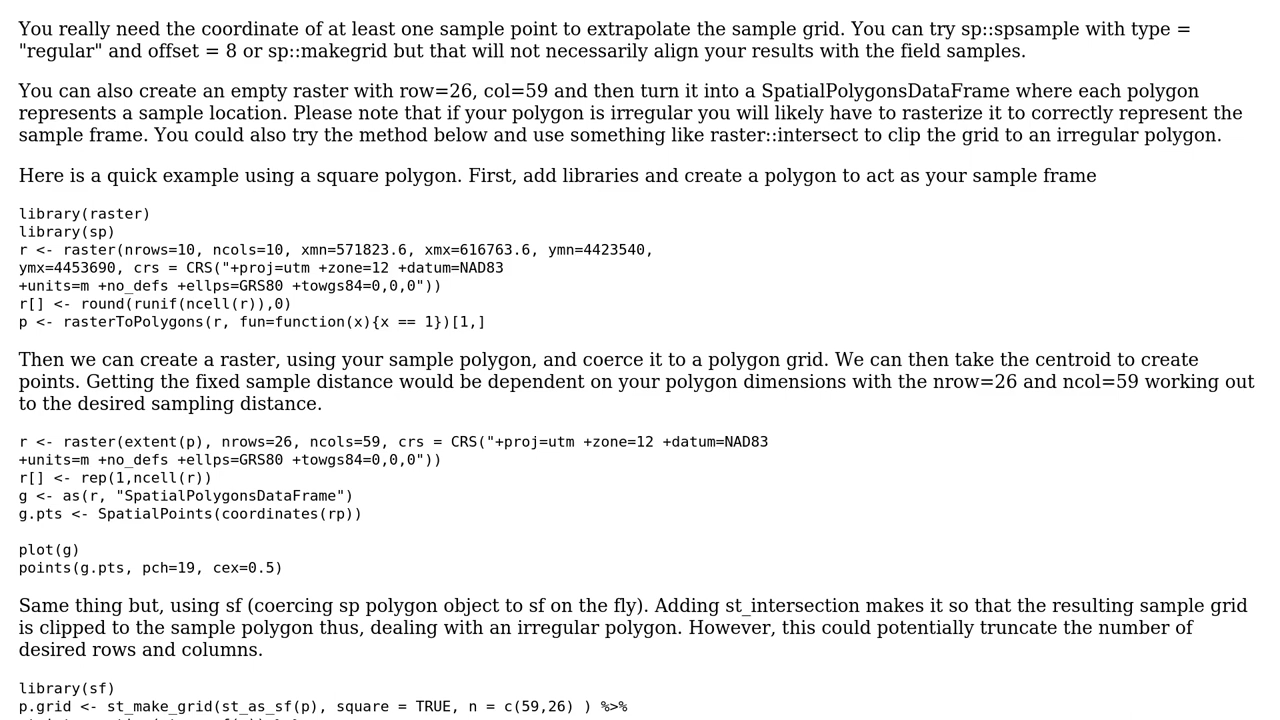 You really need the coordinate of at least one sample point to extrapolate the sample grid. You can try sp::spsample with type =
"regular" and offset = 8 or sp::makegrid but that will not necessarily align your results with the field samples.
You can also create an empty raster with row=26, col=59 and then turn it into a SpatialPolygonsDataFrame where each polygon
represents a sample location. Please note that if your polygon is irregular you will likely have to rasterize it to correctly represent the
sample frame. You could also try the method below and use something like raster::intersect to clip the grid to an irregular polygon.
Here is a quick example using a square polygon. First, add libraries and create a polygon to act as your sample frame
library(raster)
library(sp)
r <- raster(nrows=10, ncols=10, xmn=571823.6, xmx=616763.6, ymn=4423540,
ymx=4453690, crs = CRS("+proj=utm +zone=12 +datum=NAD83
+units=m +no_defs +ellps=GRS80 +towgs84=0,0,0"))
r[] <- round(runif(ncell(r)),0)
p <- rasterToPolygons(r, fun=function(x){x == 1})[1,]
Then we can create a raster, using your sample polygon, and coerce it to a polygon grid. We can then take the centroid to create
points. Getting the fixed sample distance would be dependent on your polygon dimensions with the nrow=26 and ncol=59 working out
to the desired sampling distance.
r <- raster(extent(p), nrows=26, ncols=59, crs = CRS("+proj=utm +zone=12 +datum=NAD83
+units=m +no_defs +ellps=GRS80 +towgs84=0,0,0"))
r[] <- rep(1,ncell(r))
g <- as(r, "SpatialPolygonsDataFrame")
g.pts <- SpatialPoints(coordinates(rp))
plot(g)
points(g.pts, pch=19, cex=0.5)
Same thing but, using sf (coercing sp polygon object to sf on the fly). Adding st_intersection makes it so that the resulting sample grid
is clipped to the sample polygon thus, dealing with an irregular polygon. However, this could potentially truncate the number of
desired rows and columns.
library(sf)
p.grid <- st_make_grid(st_as_sf(p), square = TRUE, n = c(59,26) ) %>%